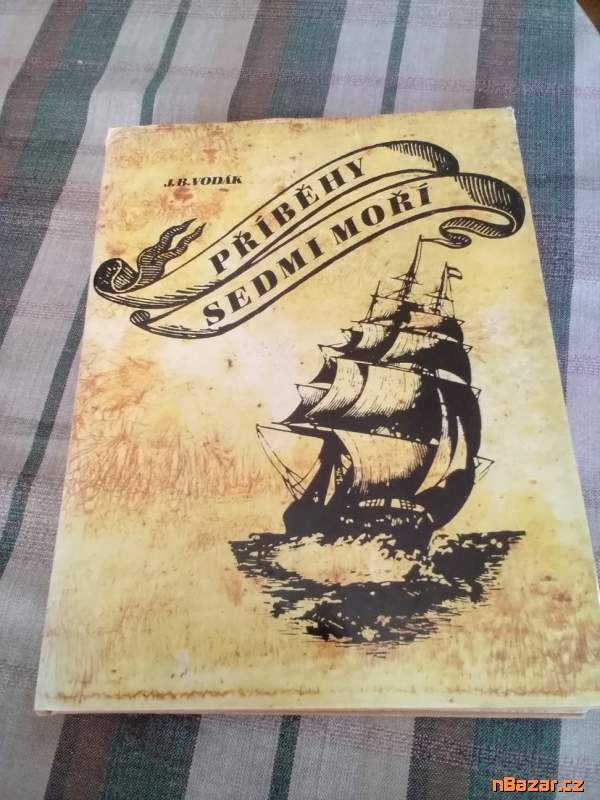 J.B.VODÁK
PŘÍBĚHY
SEDMI MOŘÍ
nBazar.cz